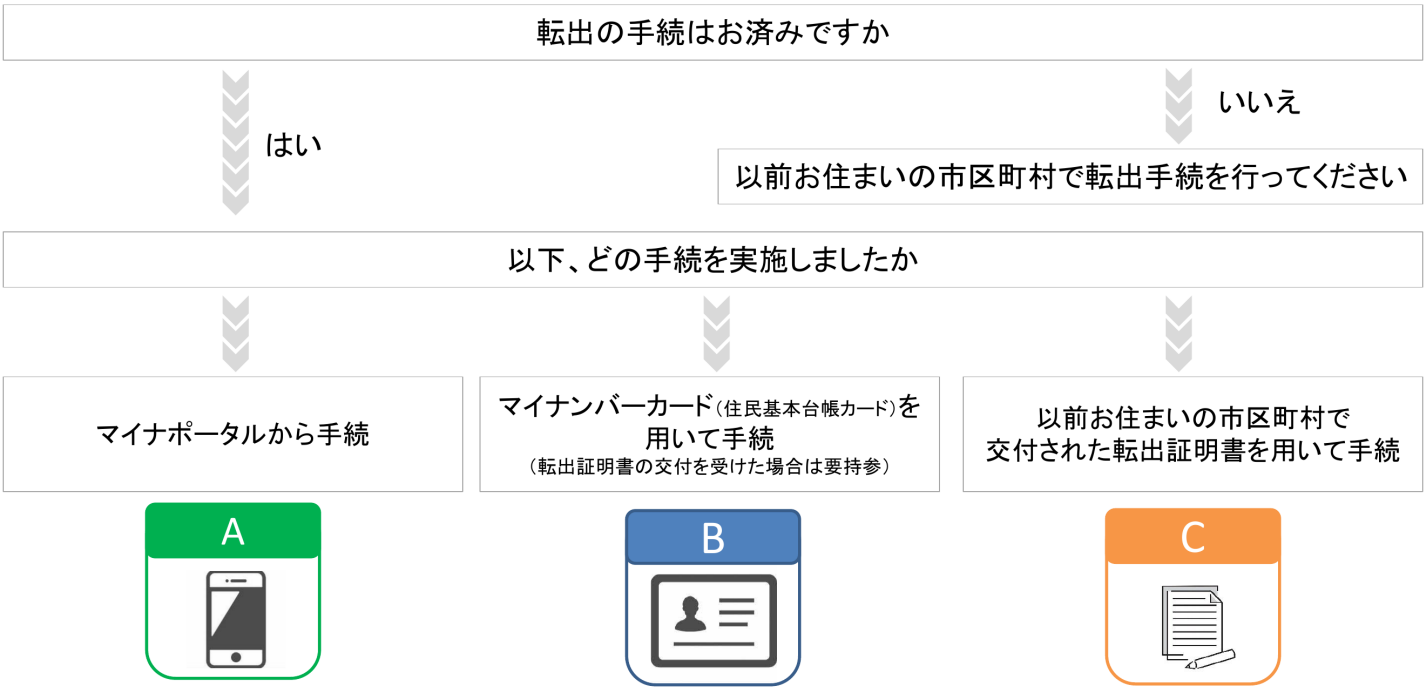 転出の手続はお済みですか
はい
いいえ
以前お住まいの市区町村で転出手続を行ってください
以下、どの手続を実施しましたか
マイナポータルから手続
マイナンバーカード（住民基本台帳カード）を
用いて手続
（転出証明書の交付を受けた場合は要持参）
以前お住まいの市区町村で
交付された転出証明書を用いて手続
A
B
C